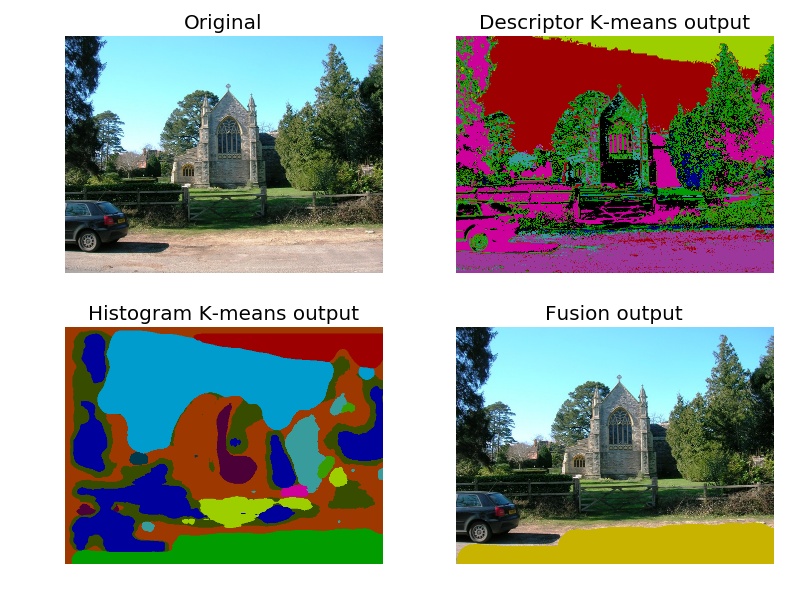 Original
Descriptor K-means output
Histogram K-means output
Fusion output